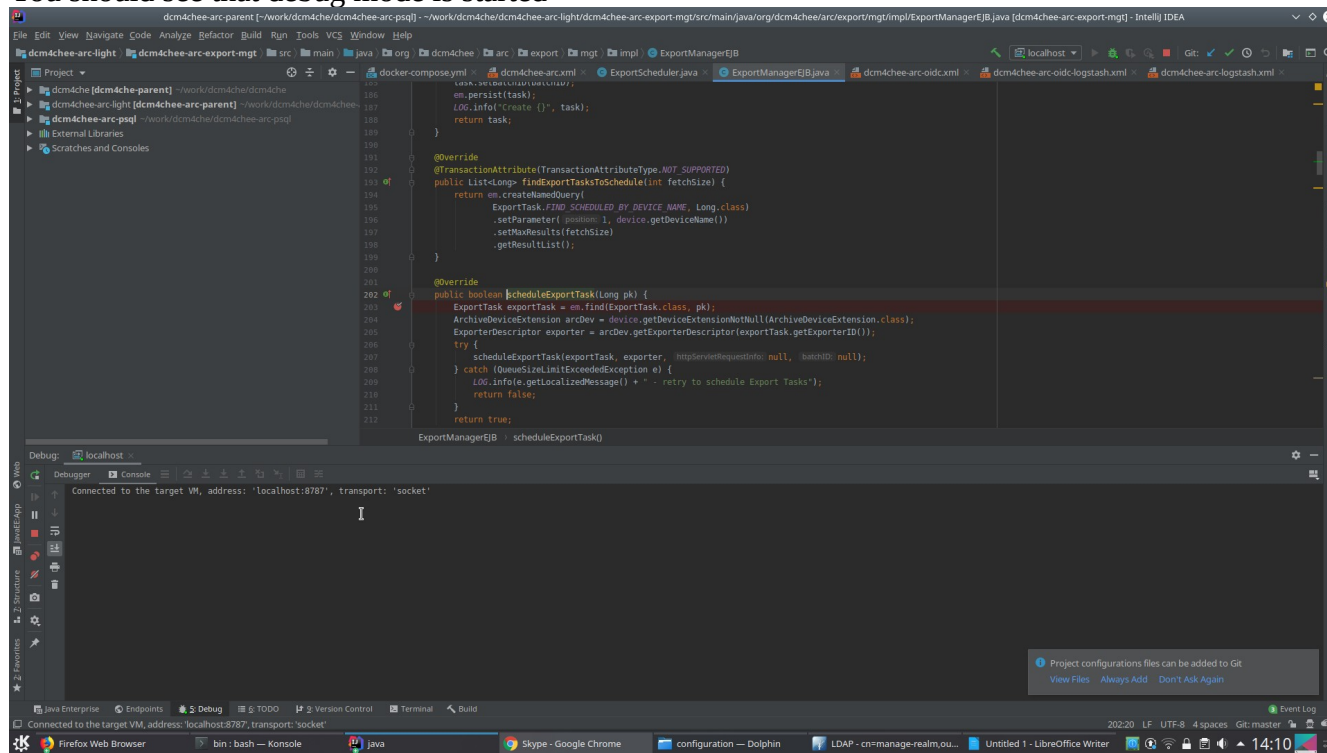 You should see that debug mode is started
dcm4chee-arc-parent [~/work/dcm4che/dcm4chee-arc-psql] - ~/work/dcm4che/dcm4chee-arc-light/dcm4chee-arc-export-mgt/src/main/java/org/dcm4chee/arc/export/mgt/impl/ExportManagerEJB.java [dcm4chee-arc-export-mgt] - IntelliJ IDEA
File Edit View Navigate Code Analyze Refactor Build Run Tools VCS Window Help
dcm4chee-arc-light dcm4chee-arc-export-mgt src main java org dcm4chee arc export mgt impl ExportManagerEJB localhost Git:
1: Project
Project docker-compose.yml dcm4chee-arc.xml ExportScheduler.java ExportManagerEJB.java dcm4chee-arc-oidc.xml dcm4chee-arc-oidc-logstash.xml dcm4chee-arc-logstash.xml
dcm4che [dcm4che-parent] ~/work/dcm4che/dcm4che
dcm4chee-arc-light [dcm4chee-arc-parent] ~/work/dcm4che/dcm4chee-
dcm4chee-arc-psql ~/work/dcm4che/dcm4chee-arc-psql
External Libraries
Scratches and Consoles
em.persist(task);
187 LOG.info("Create {}", task);
188 return task;
189 }
190
191 @Override
192 @TransactionAttribute(TransactionAttributeType.NOT_SUPPORTED)
193 public List<Long> findExportTasksToSchedule(int fetchSize) {
194 return em.createNamedQuery(
195 ExportTask.FIND_SCHEDULED_BY_DEVICE_NAME, Long.class)
196 .setParameter( position: 1, device.getDeviceName())
197 .setMaxResults(fetchSize)
198 .getResultList();
199 }
200
201 @Override
202 public boolean scheduleExportTask(Long pk) {
203 ExportTask exportTask = em.find(ExportTask.class, pk);
204 ArchiveDeviceExtension arcDev = device.getDeviceExtensionNotNull(ArchiveDeviceExtension.class);
205 ExporterDescriptor exporter = arcDev.getExporterDescriptor(exportTask.getExporterID());
206 try {
207 scheduleExportTask(exportTask, exporter, httpServletRequestInfo: null, batchID: null);
208 } catch (QueueSizeLimitExceededException e) {
209 LOG.info(e.getLocalizedMessage() + " - retry to schedule Export Tasks");
210 return false;
211 }
212 return true;
ExportManagerEJB › scheduleExportTask()
Debug: localhost
Debugger Console
Connected to the target VM, address: 'localhost:8787', transport: 'socket'
Web
JavaEE:App
7: Structure
2: Favorites
Project configurations files can be added to Git
View Files Always Add Don't Ask Again
Java Enterprise Endpoints 5: Debug 6: TODO 9: Version Control Terminal Build Event Log
Connected to the target VM, address: 'localhost:8787', transport: 'socket' 202:20 LF UTF-8 4 spaces Git: master
Firefox Web Browser bin : bash — Konsole java Skype - Google Chrome configuration — Dolphin LDAP - cn=manage-realm,ou... Untitled 1 - LibreOffice Writer 14:10